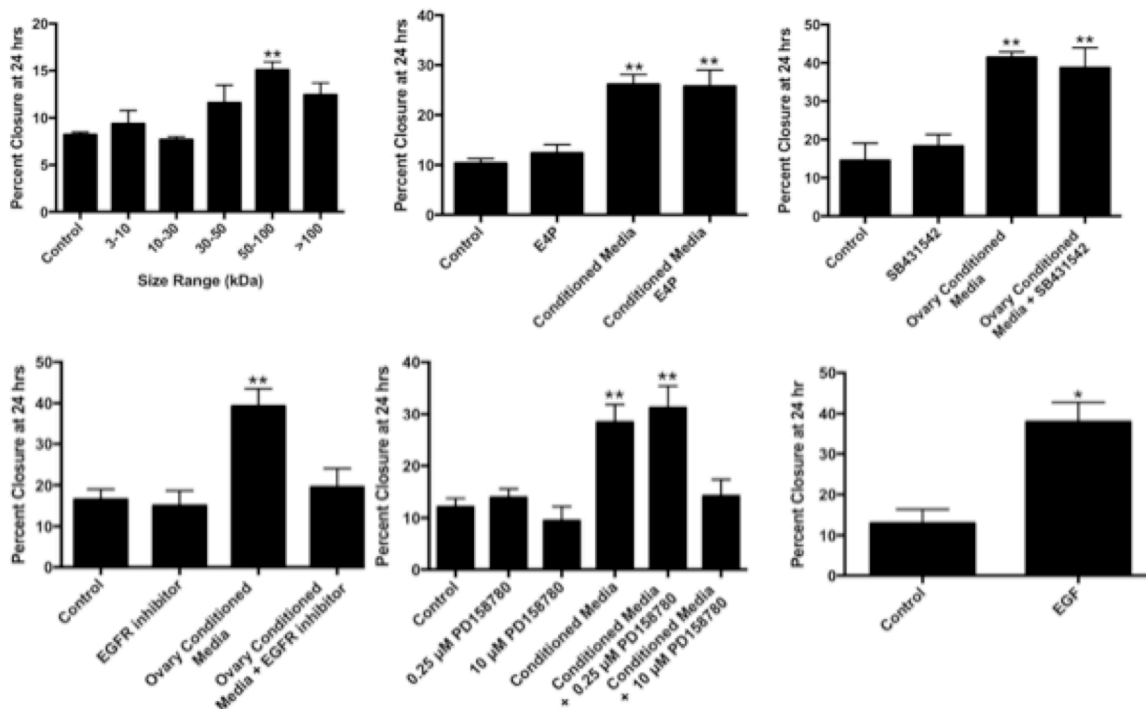 Percent Closure at 24 hrs
20
15
10
5
0
**
Control
3-10
10-30
30-50
50-100
>100
Size Range (kDa)
Percent Closure at 24 hrs
40
30
20
10
0
**
**
Control
E4P
Conditioned Media
Conditioned Media
E4P
Percent Closure at 24 hrs
50
40
30
20
10
0
**
**
Control
SB431542
Ovary Conditioned
Media
Ovary Conditioned
Media + SB431542
Percent Closure at 24 hrs
50
40
30
20
10
0
**
Control
EGFR inhibitor
Ovary Conditioned
Media
Ovary Conditioned
Media + EGFR inhibitor
Percent Closure at 24 hrs
40
30
20
10
0
**
**
Control
0.25 µM PD158780
10 µM PD158780
Conditioned Media
Conditioned Media
+ 0.25 µM PD158780
Conditioned Media
+ 10 µM PD158780
Percent Closure at 24 hr
50
40
30
20
10
0
*
Control
EGF